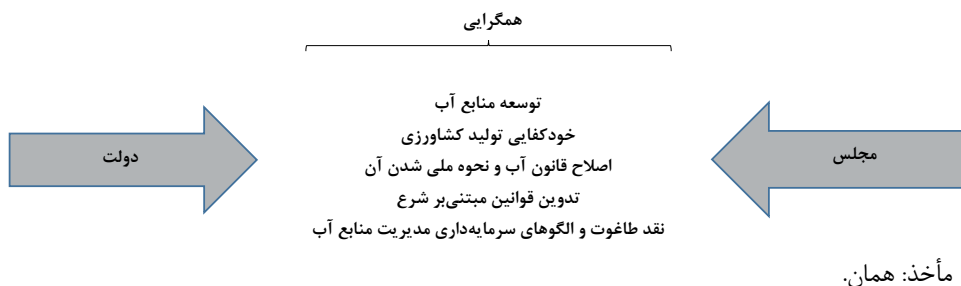 همگرایی
توسعه منابع آب
خودکفایی تولید کشاورزی
مجلس
دولت
اصلاح قانون آب و نحوه ملی شدن آن
تدوین قوانین مبتنی‌بر شرع
نقد طاغوت و الگوهای سرمایه‌داری مدیریت منابع آب
مأخذ: همان.